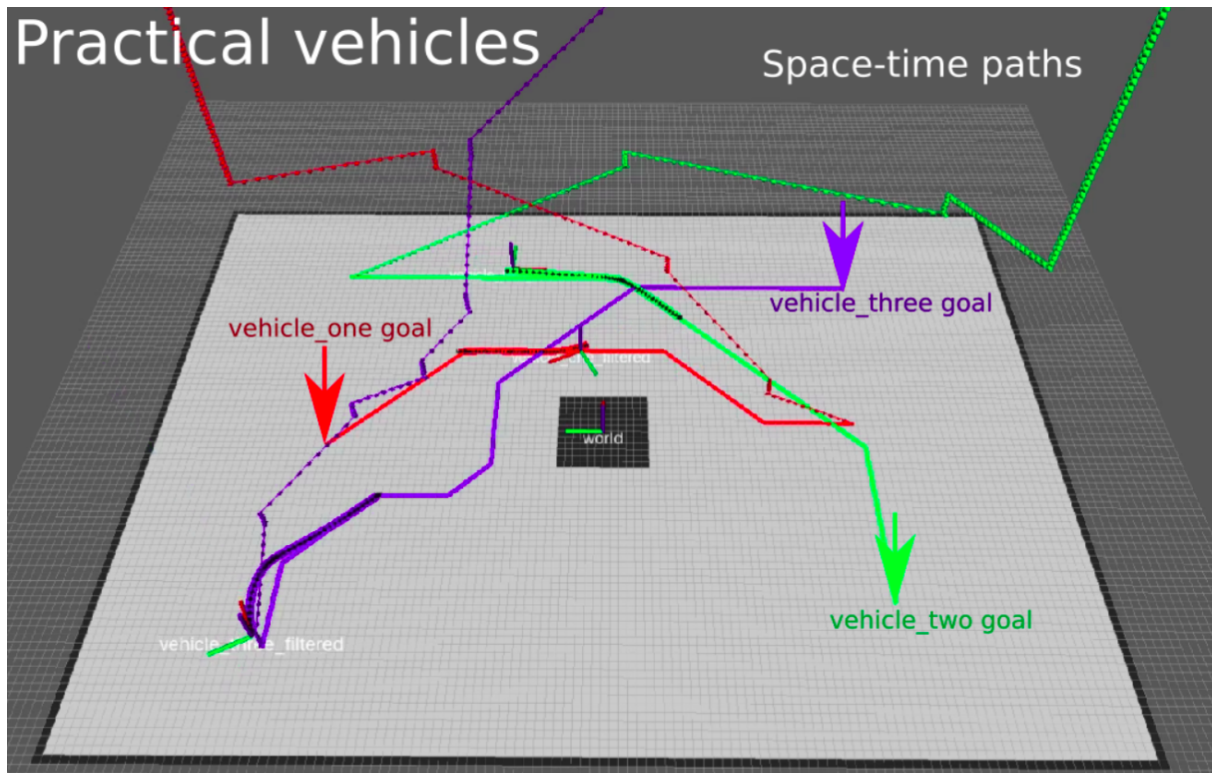 Practical vehicles
Space-time paths
vehicle_three goal
vehicle_one goal
world
vehicle_two goal